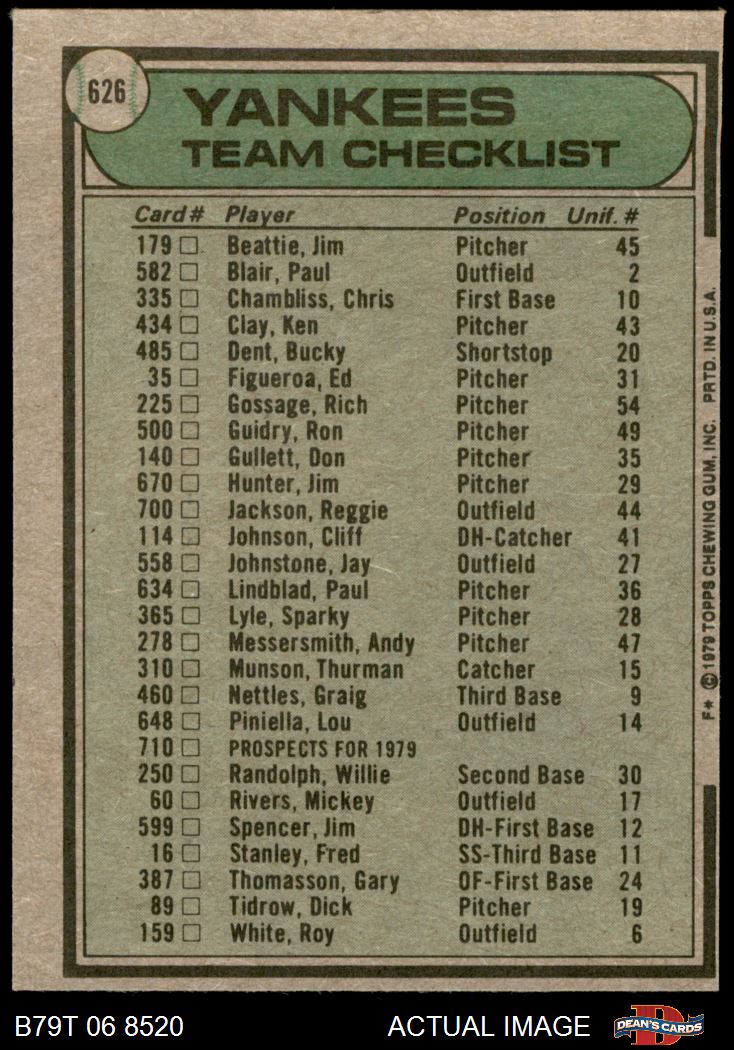 626
YANKEES
TEAM CHECKLIST
Card # Player Position Unif. #
179 Beattie, Jim Pitcher 45
582 Blair, Paul Outfield 2
335 Chambliss, Chris First Base 10
434 Clay, Ken Pitcher 43
485 Dent, Bucky Shortstop 20
35 Figueroa, Ed Pitcher 31
225 Gossage, Rich Pitcher 54
500 Guidry, Ron Pitcher 49
140 Gullett, Don Pitcher 35
670 Hunter, Jim Pitcher 29
700 Jackson, Reggie Outfield 44
114 Johnson, Cliff DH-Catcher 41
558 Johnstone, Jay Outfield 27
634 Lindblad, Paul Pitcher 36
365 Lyle, Sparky Pitcher 28
278 Messersmith, Andy Pitcher 47
310 Munson, Thurman Catcher 15
460 Nettles, Graig Third Base 9
648 Piniella, Lou Outfield 14
710 PROSPECTS FOR 1979
250 Randolph, Willie Second Base 30
60 Rivers, Mickey Outfield 17
599 Spencer, Jim DH-First Base 12
16 Stanley, Fred SS-Third Base 11
387 Thomasson, Gary OF-First Base 24
89 Tidrow, Dick Pitcher 19
159 White, Roy Outfield 6
F* © 1979 TOPPS CHEWING GUM, INC. PRTD. IN U.S.A.
B79T 06 8520 ACTUAL IMAGE
D
DEAN'S CARDS